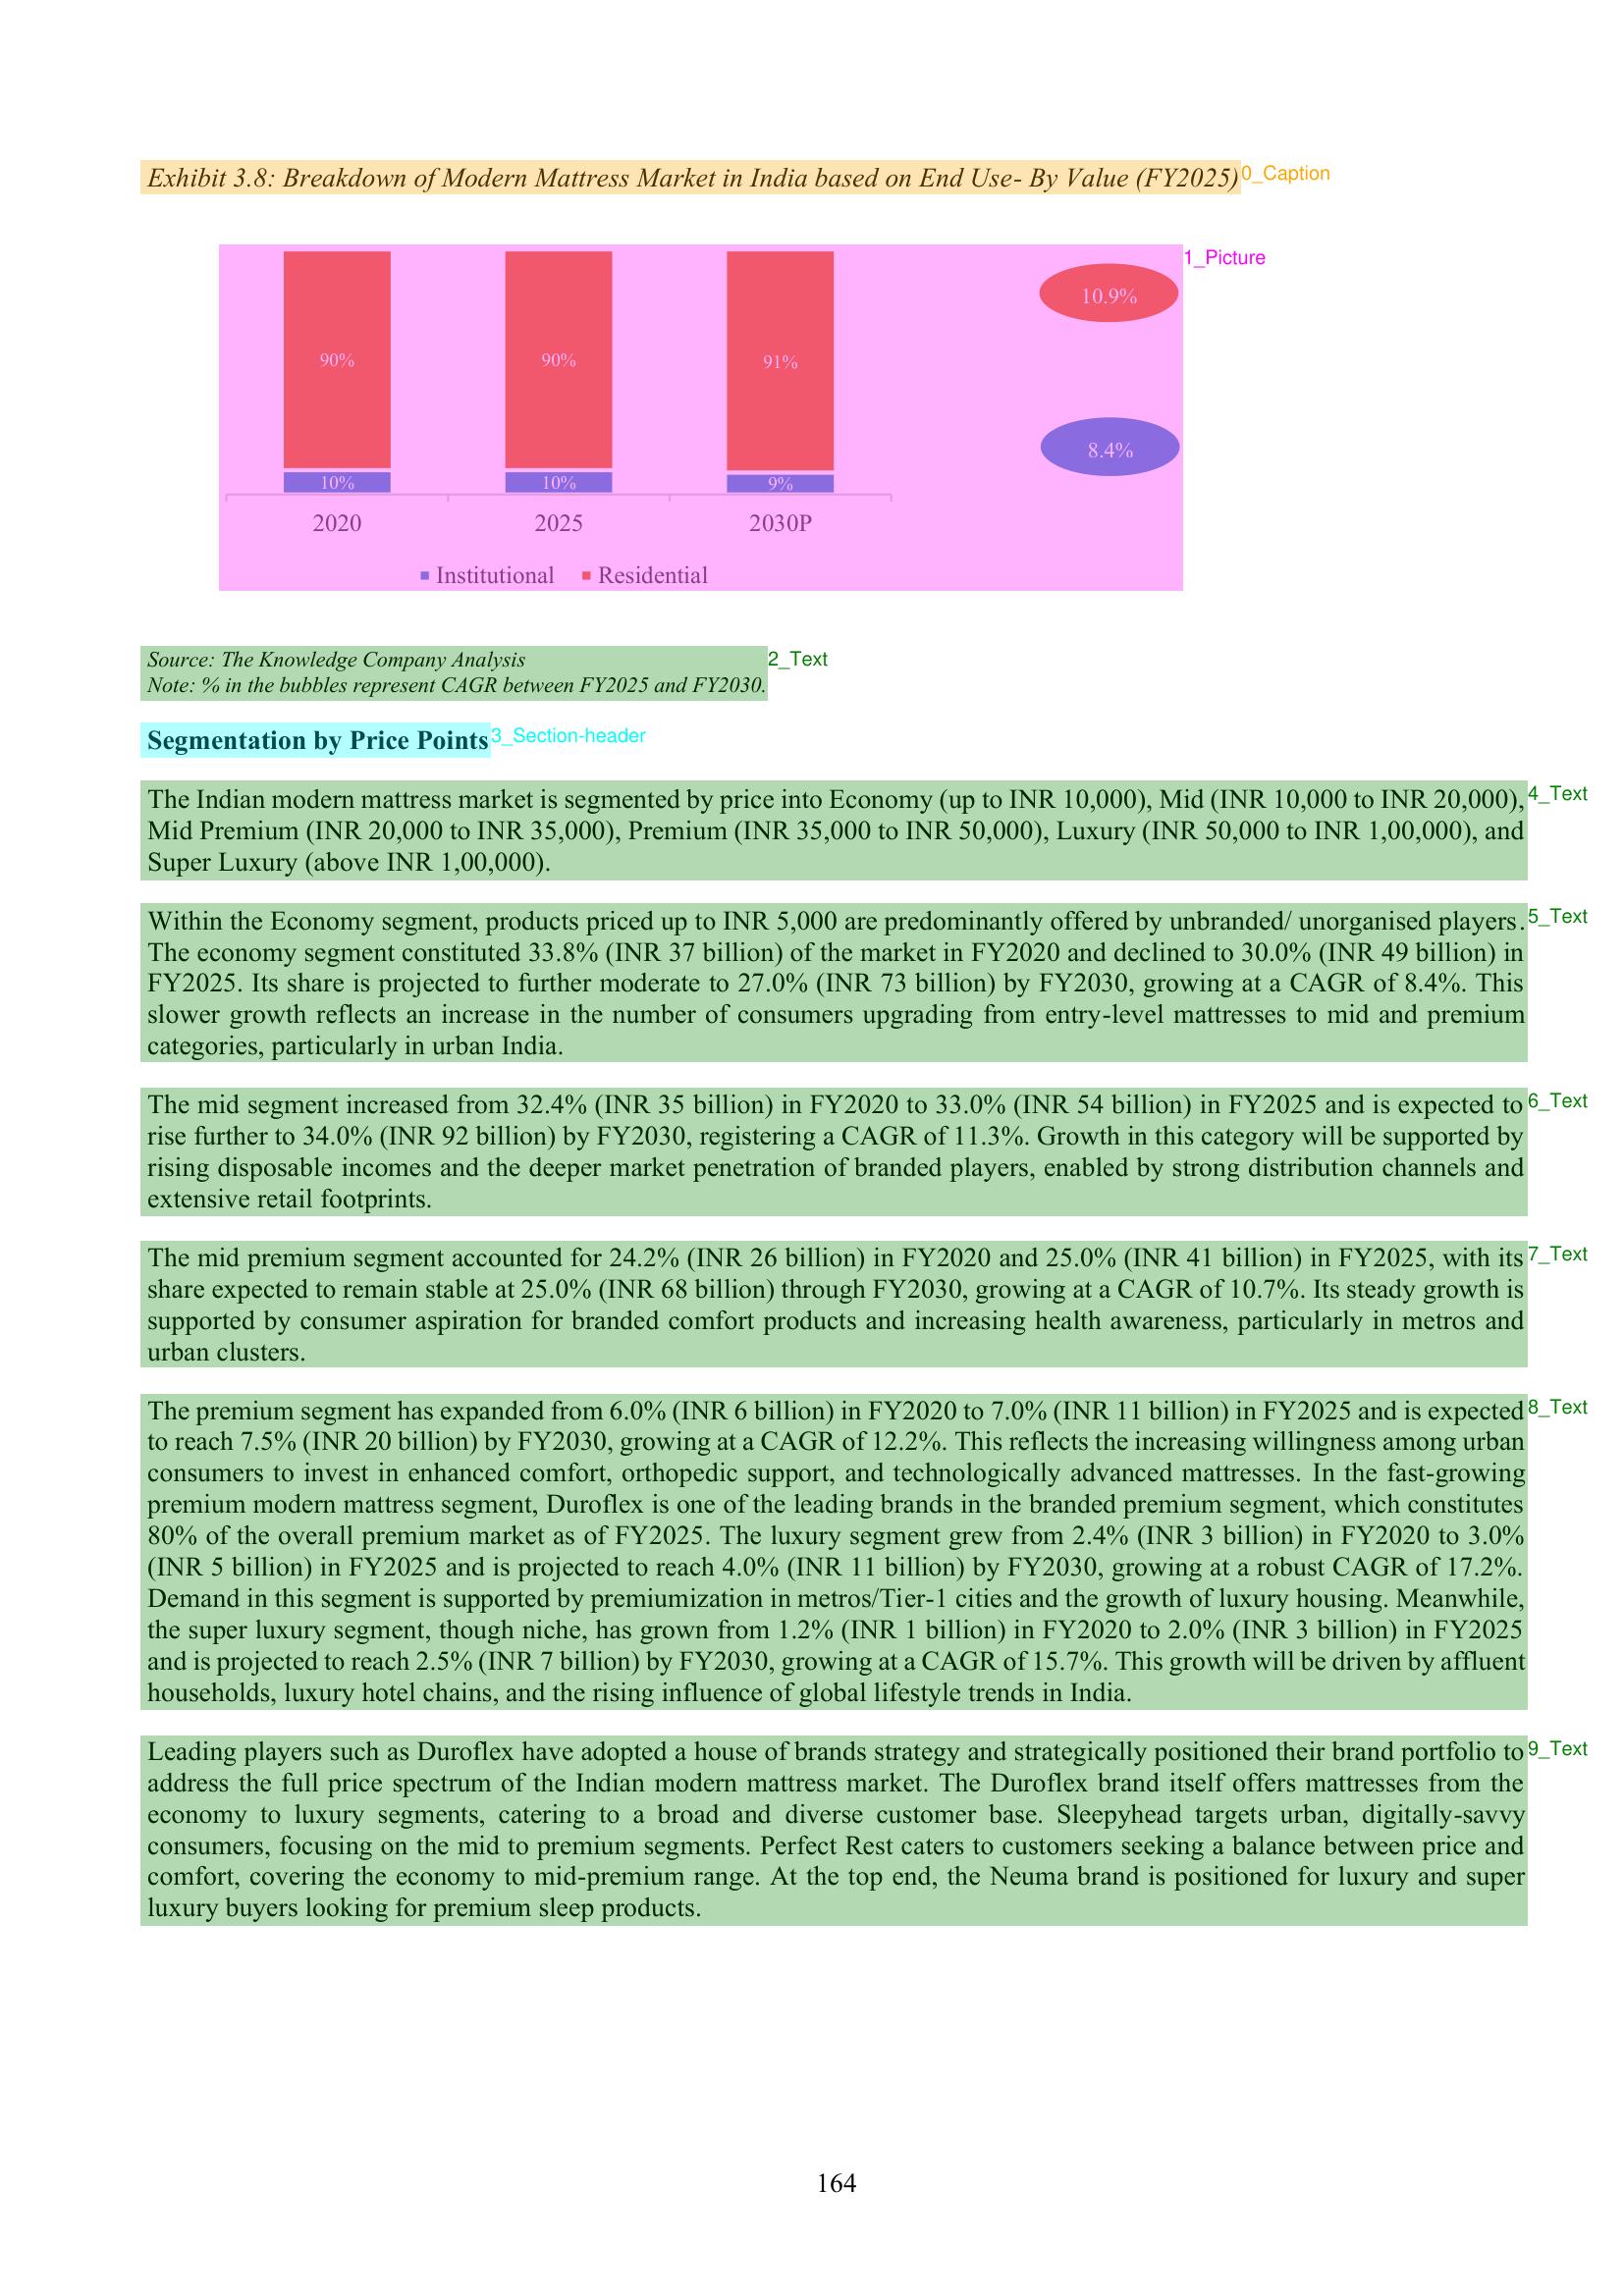 Exhibit 3.8: Breakdown of Modern Mattress Market in India based on End Use- By Value (FY2025)
0_Caption
1_Picture
10.9%
90% 90% 91%
8.4%
10% 10% 9%
2020 2025 2030P
Institutional Residential
Source: The Knowledge Company Analysis
2_Text
Note: % in the bubbles represent CAGR between FY2025 and FY2030.
Segmentation by Price Points
3_Section-header
The Indian modern mattress market is segmented by price into Economy (up to INR 10,000), Mid (INR 10,000 to INR 20,000),
4_Text
Mid Premium (INR 20,000 to INR 35,000), Premium (INR 35,000 to INR 50,000), Luxury (INR 50,000 to INR 1,00,000), and
Super Luxury (above INR 1,00,000).
Within the Economy segment, products priced up to INR 5,000 are predominantly offered by unbranded/ unorganised players.
5_Text
The economy segment constituted 33.8% (INR 37 billion) of the market in FY2020 and declined to 30.0% (INR 49 billion) in
FY2025. Its share is projected to further moderate to 27.0% (INR 73 billion) by FY2030, growing at a CAGR of 8.4%. This
slower growth reflects an increase in the number of consumers upgrading from entry-level mattresses to mid and premium
categories, particularly in urban India.
The mid segment increased from 32.4% (INR 35 billion) in FY2020 to 33.0% (INR 54 billion) in FY2025 and is expected to
6_Text
rise further to 34.0% (INR 92 billion) by FY2030, registering a CAGR of 11.3%. Growth in this category will be supported by
rising disposable incomes and the deeper market penetration of branded players, enabled by strong distribution channels and
extensive retail footprints.
The mid premium segment accounted for 24.2% (INR 26 billion) in FY2020 and 25.0% (INR 41 billion) in FY2025, with its
7_Text
share expected to remain stable at 25.0% (INR 68 billion) through FY2030, growing at a CAGR of 10.7%. Its steady growth is
supported by consumer aspiration for branded comfort products and increasing health awareness, particularly in metros and
urban clusters.
The premium segment has expanded from 6.0% (INR 6 billion) in FY2020 to 7.0% (INR 11 billion) in FY2025 and is expected
8_Text
to reach 7.5% (INR 20 billion) by FY2030, growing at a CAGR of 12.2%. This reflects the increasing willingness among urban
consumers to invest in enhanced comfort, orthopedic support, and technologically advanced mattresses. In the fast-growing
premium modern mattress segment, Duroflex is one of the leading brands in the branded premium segment, which constitutes
80% of the overall premium market as of FY2025. The luxury segment grew from 2.4% (INR 3 billion) in FY2020 to 3.0%
(INR 5 billion) in FY2025 and is projected to reach 4.0% (INR 11 billion) by FY2030, growing at a robust CAGR of 17.2%.
Demand in this segment is supported by premiumization in metros/Tier-1 cities and the growth of luxury housing. Meanwhile,
the super luxury segment, though niche, has grown from 1.2% (INR 1 billion) in FY2020 to 2.0% (INR 3 billion) in FY2025
and is projected to reach 2.5% (INR 7 billion) by FY2030, growing at a CAGR of 15.7%. This growth will be driven by affluent
households, luxury hotel chains, and the rising influence of global lifestyle trends in India.
Leading players such as Duroflex have adopted a house of brands strategy and strategically positioned their brand portfolio to
9_Text
address the full price spectrum of the Indian modern mattress market. The Duroflex brand itself offers mattresses from the
economy to luxury segments, catering to a broad and diverse customer base. Sleepyhead targets urban, digitally-savvy
consumers, focusing on the mid to premium segments. Perfect Rest caters to customers seeking a balance between price and
comfort, covering the economy to mid-premium range. At the top end, the Neuma brand is positioned for luxury and super
luxury buyers looking for premium sleep products.
164